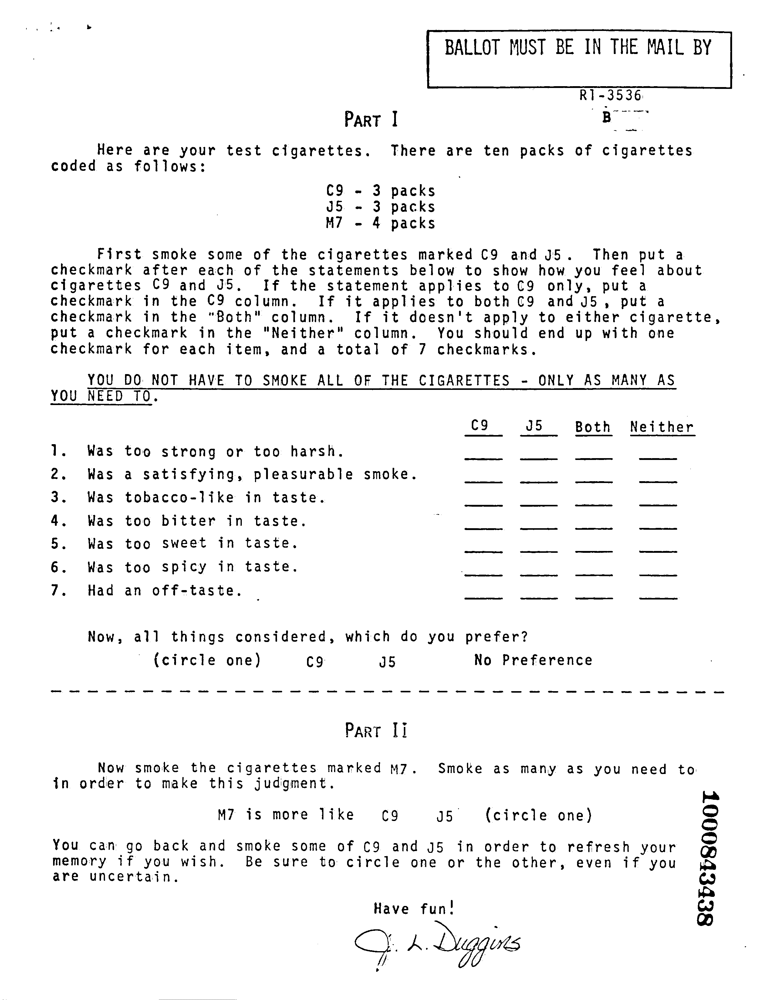 BALLOT MUST BE IN THE MAIL BY
R1-3536
B
PART I
Here are your test cigarettes. There are ten packs of cigarettes
coded as follows:
C9 - 3 packs
J5 - 3 packs
M7 - 4 packs
First smoke some of the cigarettes marked C9 and J5. Then put a
checkmark after each of the statements below to show how you feel about
cigarettes C9 and J5. If the statement applies to C9 only, put a
checkmark in the C9 column. If it applies to both C9 and J5, put a
checkmark in the "Both" column. If it doesn't apply to either cigarette,
put a checkmark in the "Neither" column. You should end up with one
checkmark for each item, and a total of 7 checkmarks.
YOU DO NOT HAVE TO SMOKE ALL OF THE CIGARETTES - ONLY AS MANY AS
YOU NEED TO.
C9 J5 Both Neither
1. Was too strong or too harsh.
2. Was a satisfying, pleasurable smoke.
3. Was tobacco-like in taste.
4. Was too bitter in taste.
5. Was too sweet in taste.
6. Was too spicy in taste.
7. Had an off-taste.
Now, all things considered, which do you prefer?
(circle one) C9 J5 No Preference
PART II
Now smoke the cigarettes marked M7. Smoke as many as you need to
in order to make this judgment.
M7 is more like C9 J5 (circle one)
You can go back and smoke some of C9 and J5 in order to refresh your
memory if you wish. Be sure to circle one or the other, even if you
are uncertain.
Have fun!
J. L. Duggins
1000843438